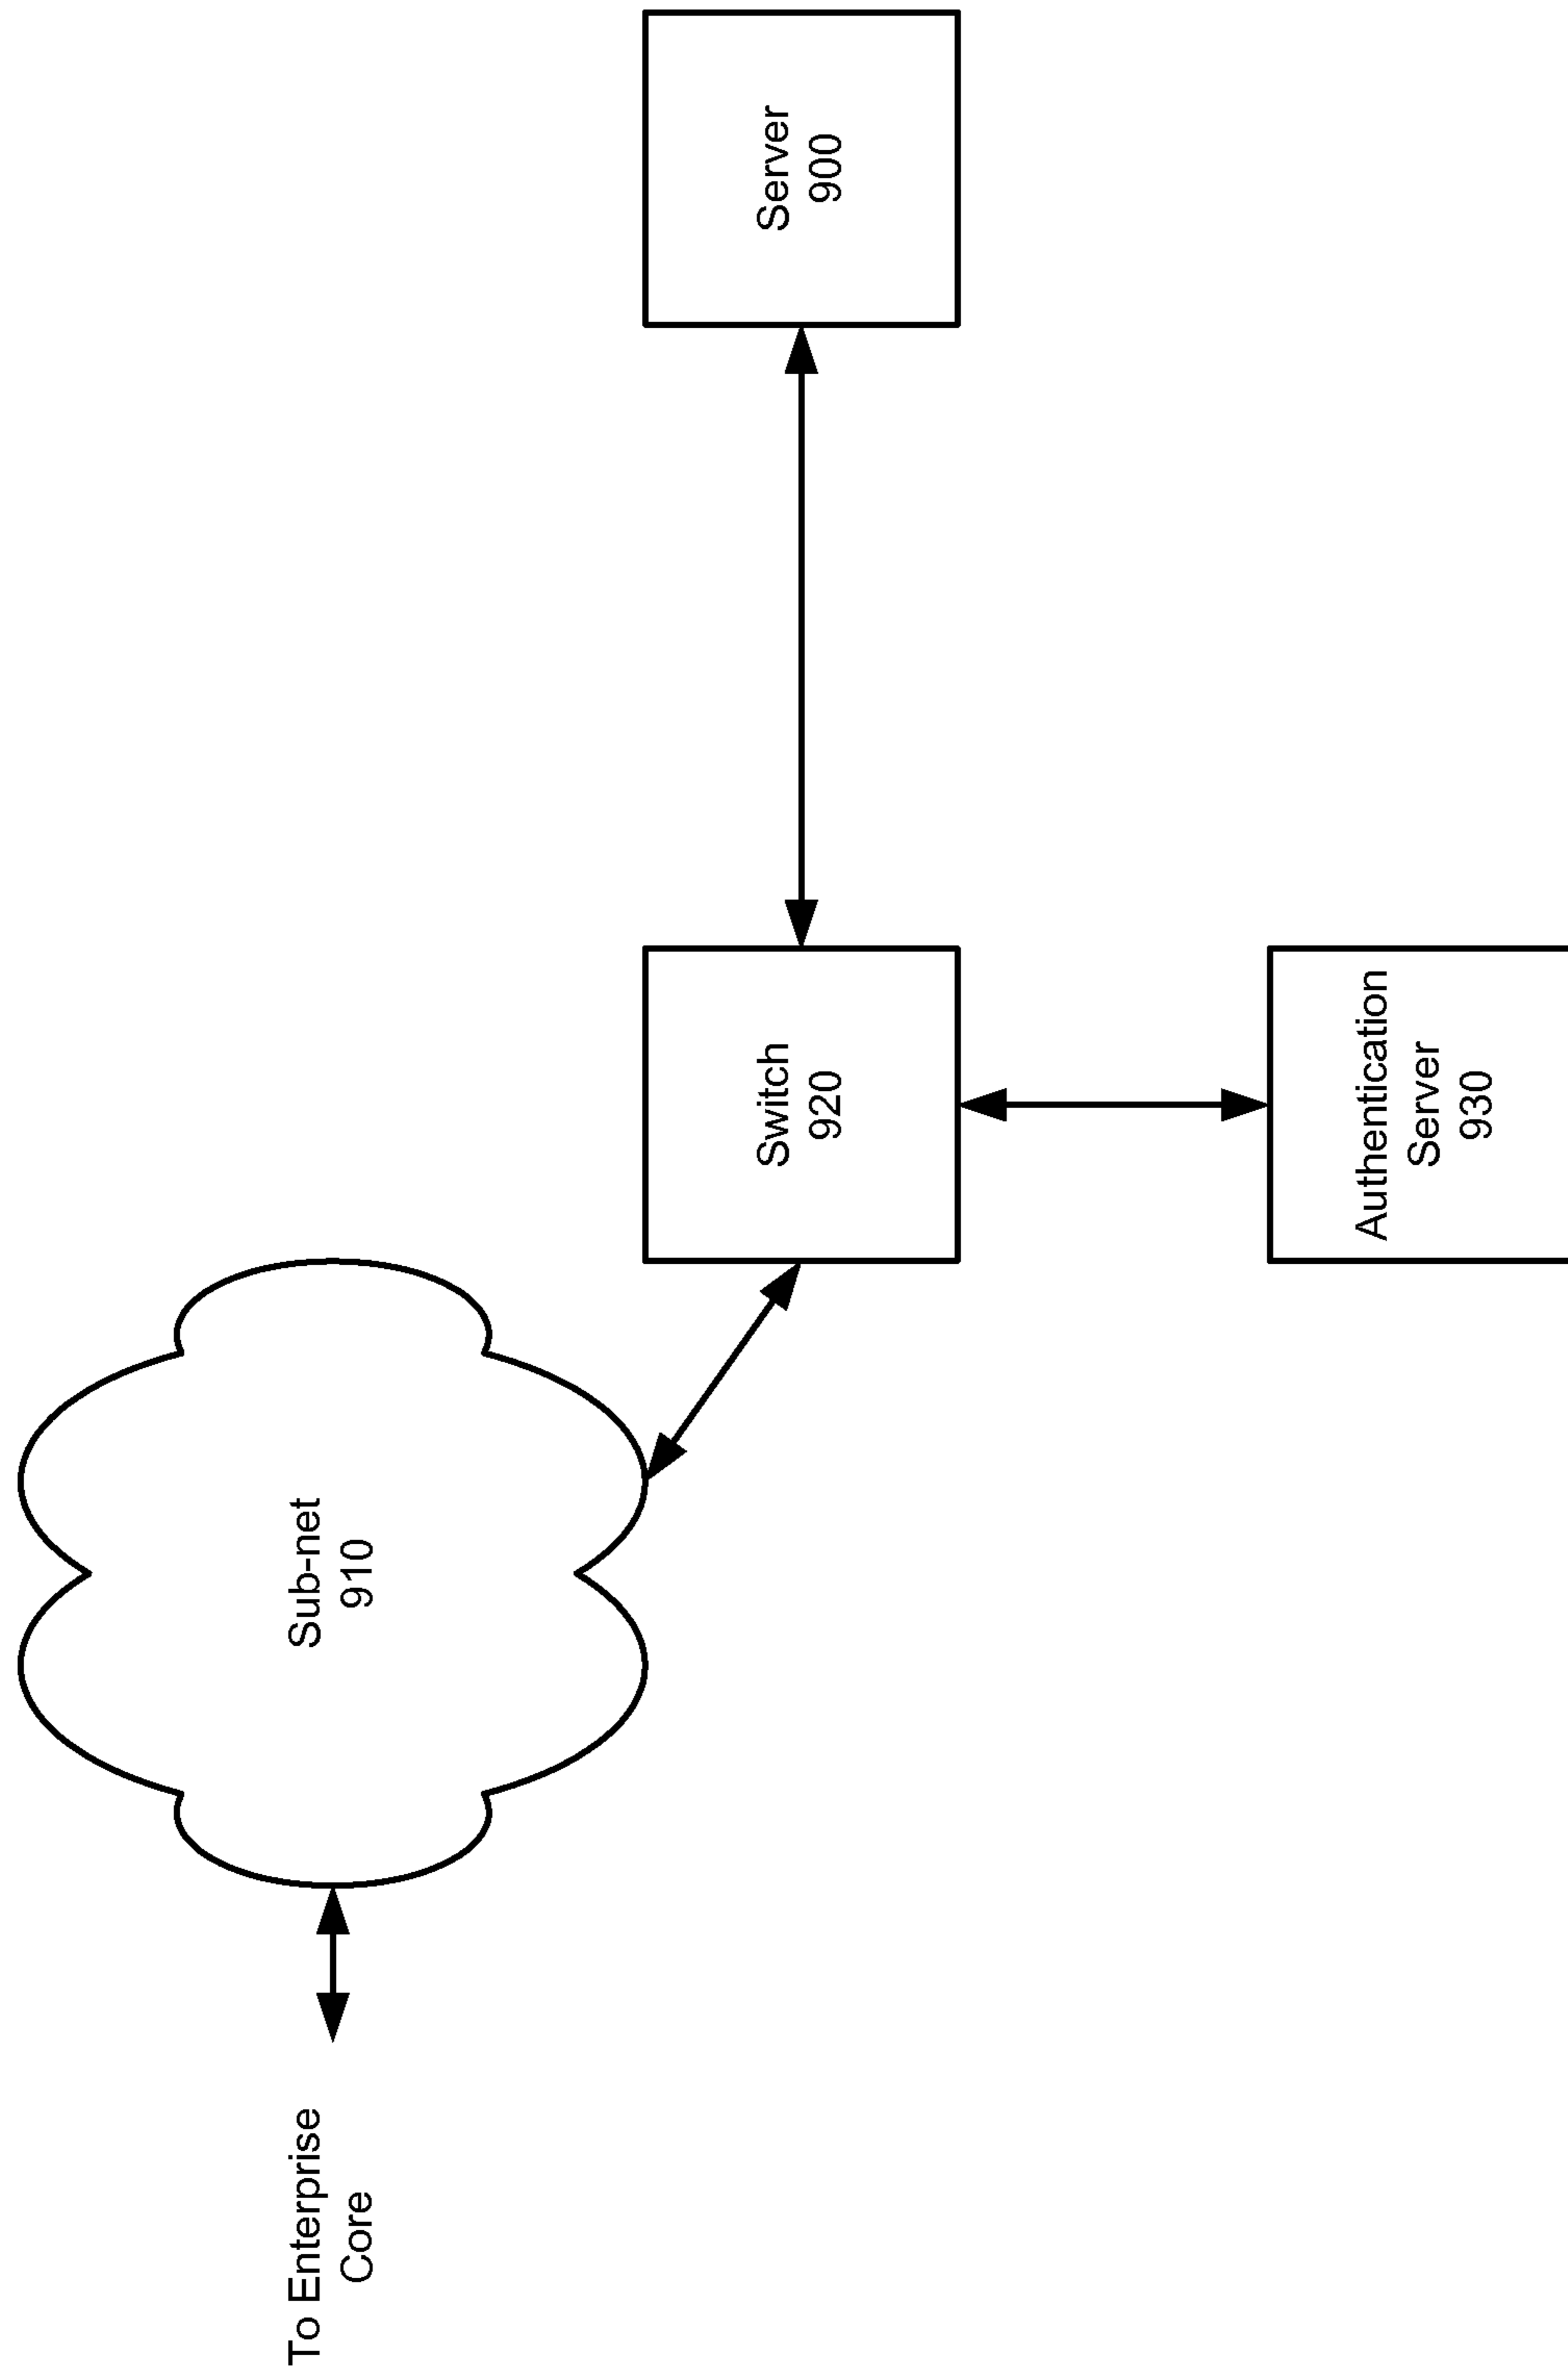 To Enterprise
Core
Sub-net
910
Switch
920
Server
900
Authentication
Server
930